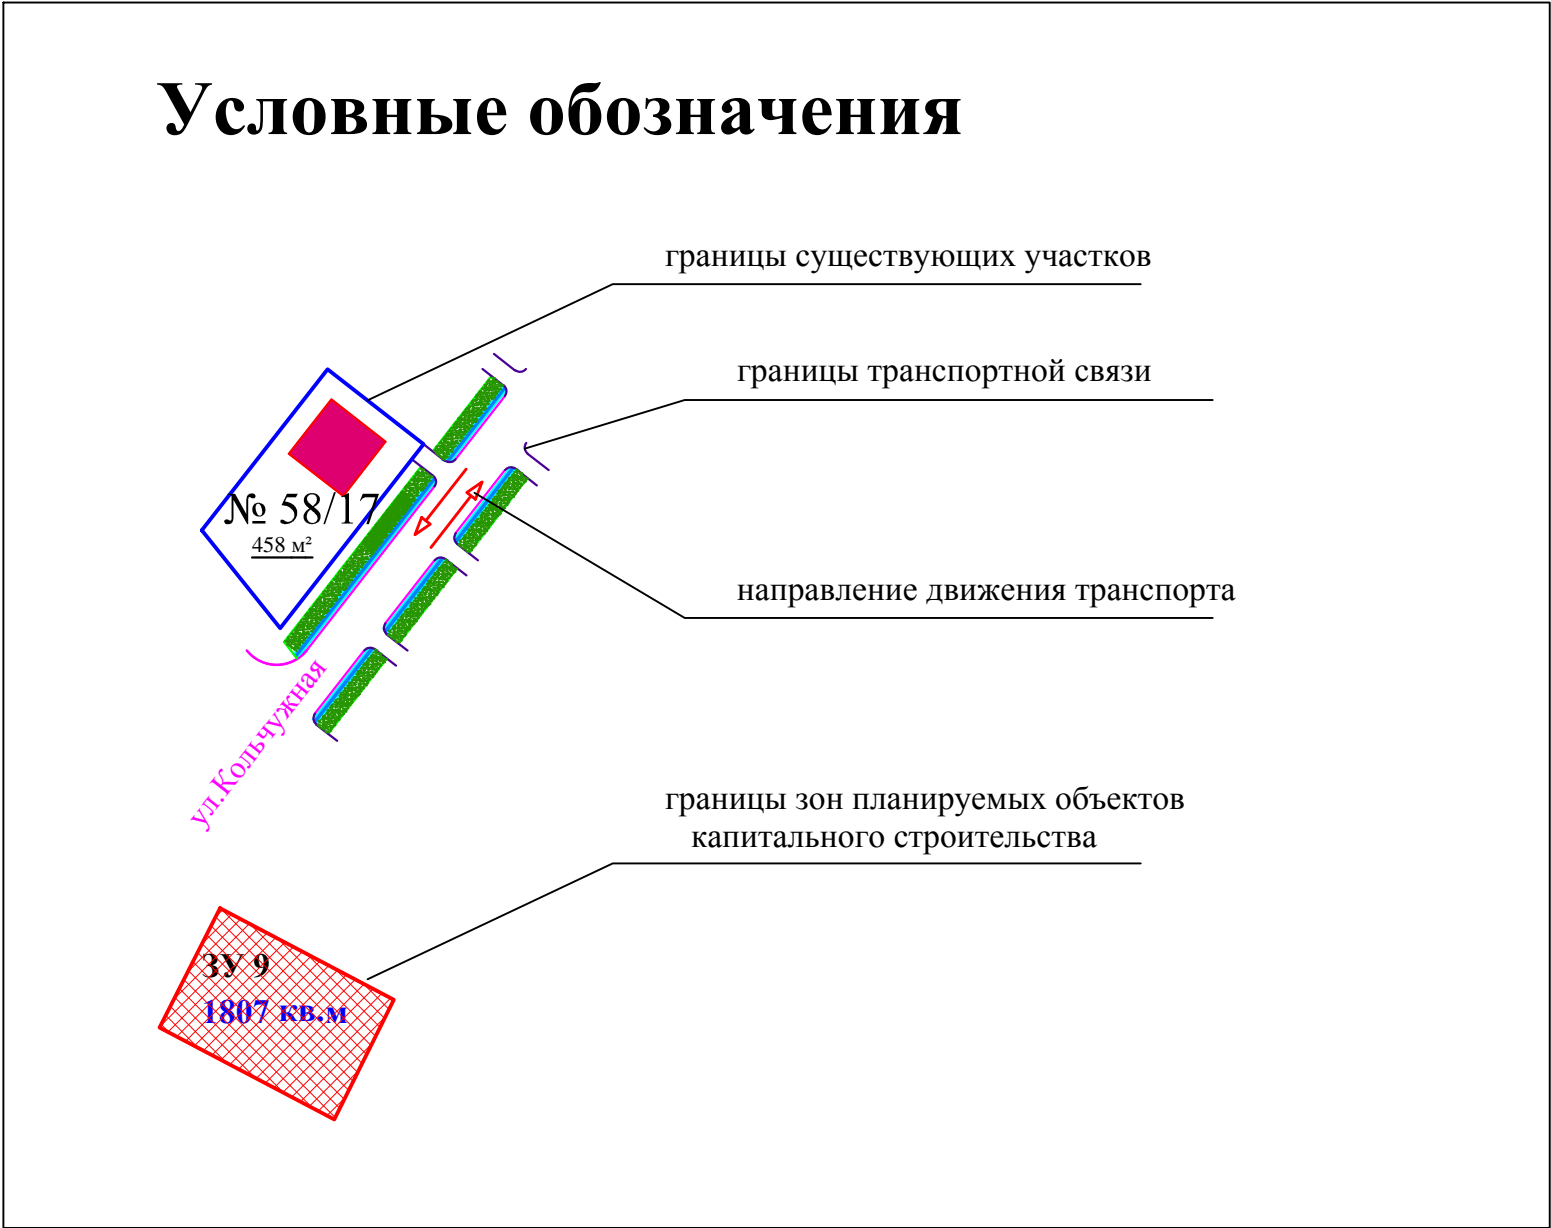 Условные обозначения
границы существующих участков
границы транспортной связи
№ 58/17
458 м²
направление движения транспорта
ул.Кольчужная
границы зон планируемых объектов
капитального строительства
ЗУ 9
1807 кв.м